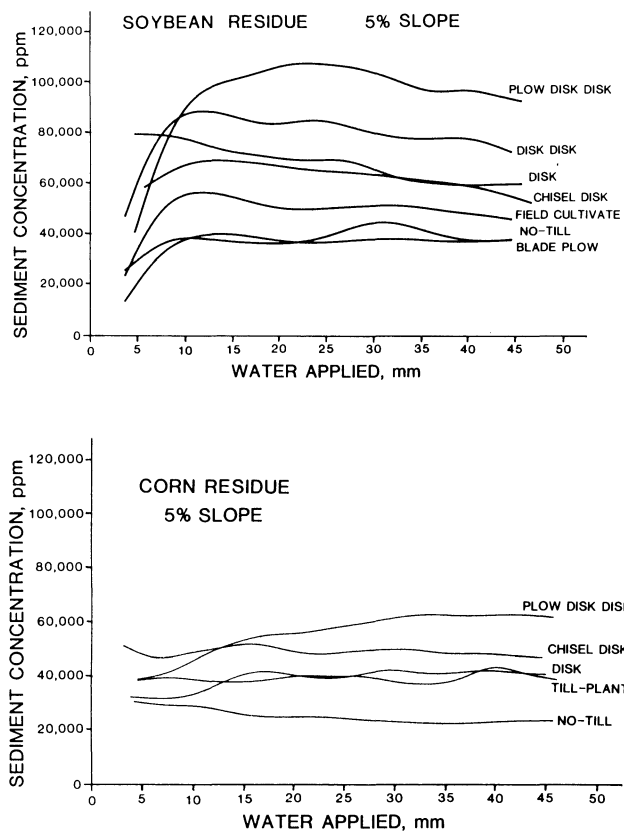 SOYBEAN RESIDUE 5% SLOPE
SEDIMENT CONCENTRATION, ppm
120,000
100,000
80,000
60,000
40,000
20,000
0
PLOW DISK DISK
DISK DISK
DISK
CHISEL DISK
FIELD CULTIVATE
NO-TILL
BLADE PLOW
0 5 10 15 20 25 30 35 40 45 50
WATER APPLIED, mm
CORN RESIDUE
5% SLOPE
SEDIMENT CONCENTRATION, ppm
120,000
100,000
80,000
60,000
40,000
20,000
0
PLOW DISK DIS
CHISEL DISK
DISK
TILL-PLANT
NO-TILL
0 5 10 15 20 25 30 35 40 45 50
WATER APPLIED, mm